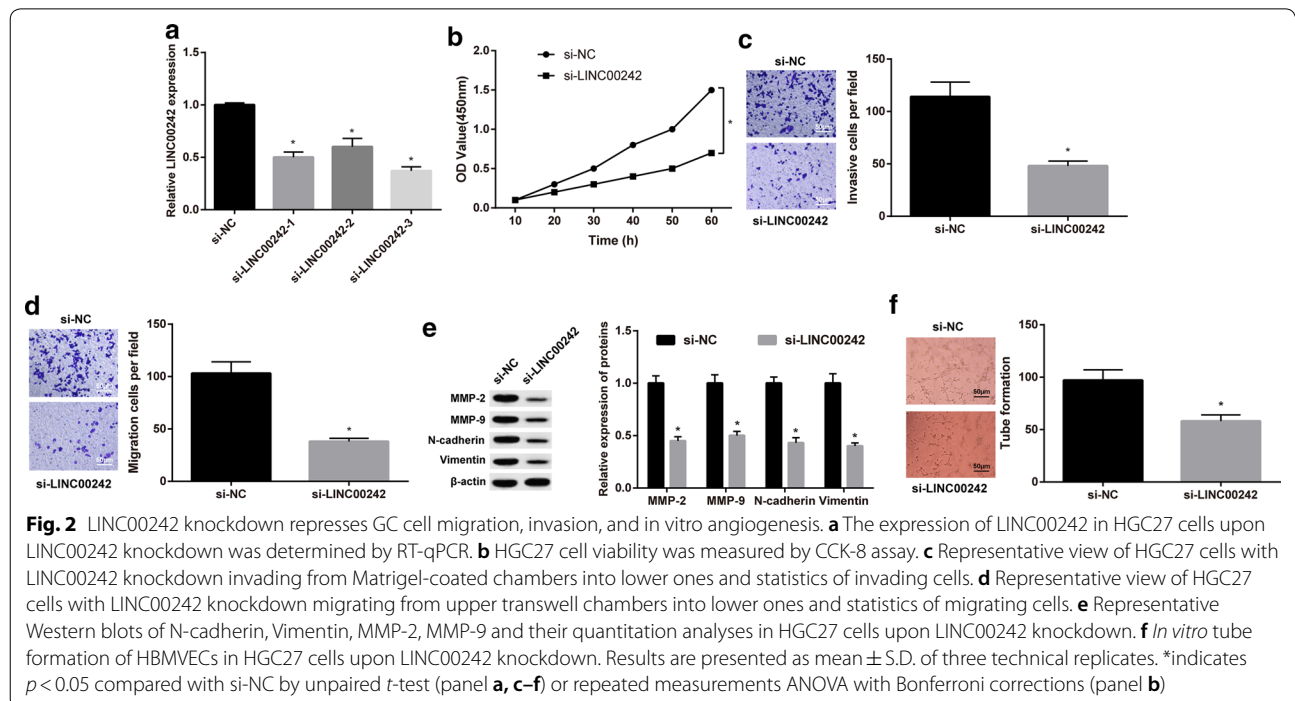 a
Relative LINC00242 expression
1.5
1.0
0.5
0.0
*
*
*
si-NC
si-LINC00242-1
si-LINC00242-2
si-LINC00242-3
b
si-NC
si-LINC00242
OD Value(450nm)
2.0
1.5
1.0
0.5
0.0
*
10 20 30 40 50 60
Time (h)
c
si-NC
50μm
si-LINC00242
Invasive cells per field
150
100
50
0
*
si-NC si-LINC00242
d
si-NC
si-LINC00242
Migration cells per field
150
100
50
0
*
si-NC si-LINC00242
e
si-NC
si-LINC00242
MMP-2
MMP-9
N-cadherin
Vimentin
β-actin
si-NC si-LINC00242
Relative expression of proteins
1.5
1.0
0.5
0.0
* * * *
MMP-2 MMP-9 N-cadherin Vimentin
f
si-NC
50μm
50μm
si-LINC00242
Tube formation
150
100
50
0
*
si-NC si-LINC00242
Fig. 2 LINC00242 knockdown represses GC cell migration, invasion, and in vitro angiogenesis. a The expression of LINC00242 in HGC27 cells upon
LINC00242 knockdown was determined by RT-qPCR. b HGC27 cell viability was measured by CCK-8 assay. c Representative view of HGC27 cells with
LINC00242 knockdown invading from Matrigel-coated chambers into lower ones and statistics of invading cells. d Representative view of HGC27
cells with LINC00242 knockdown migrating from upper transwell chambers into lower ones and statistics of migrating cells. e Representative
Western blots of N-cadherin, Vimentin, MMP-2, MMP-9 and their quantitation analyses in HGC27 cells upon LINC00242 knockdown. f In vitro tube
formation of HBMVECs in HGC27 cells upon LINC00242 knockdown. Results are presented as mean ± S.D. of three technical replicates. *indicates
p < 0.05 compared with si-NC by unpaired t-test (panel a, c–f) or repeated measurements ANOVA with Bonferroni corrections (panel b)